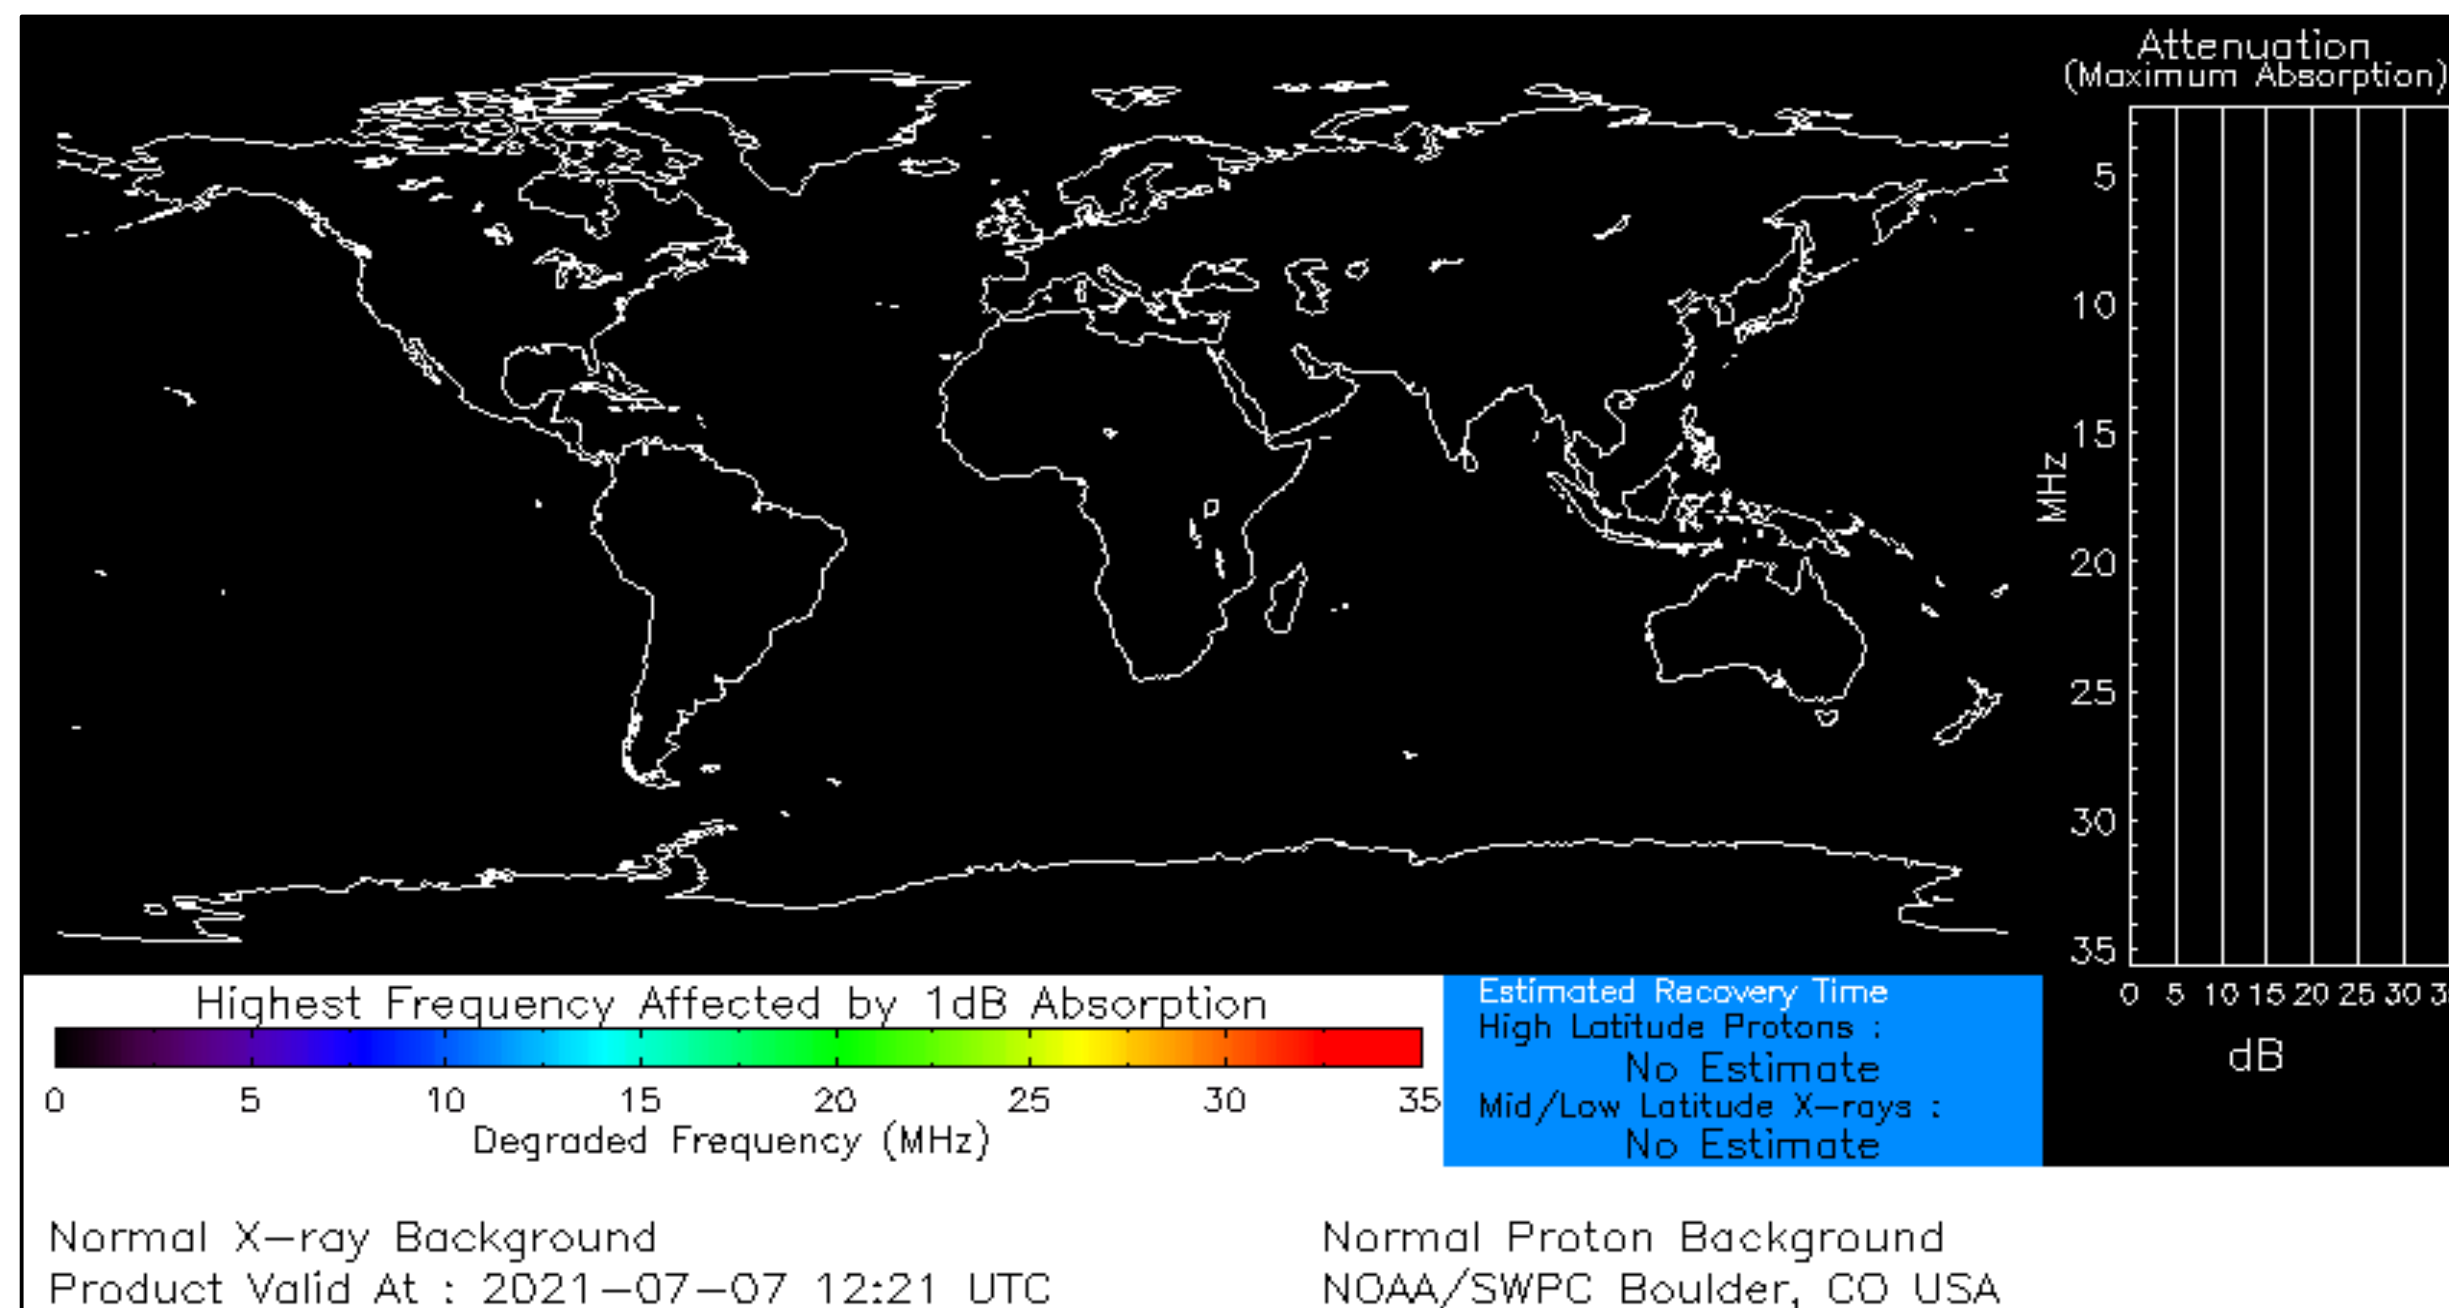 Attenuation
(Maximum Absorption)
5
10
15
20
25
30
35
MHz
0 5 10 15 20 25 30
dB
Highest Frequency Affected by 1dB Absorption
0 5 10 15 20 25 30 35
Degraded Frequency (MHz)
Estimated Recovery Time
High Latitude Protons :
No Estimate
Mid/Low Latitude X-rays :
No Estimate
Normal X-ray Background
Normal Proton Background
Product Valid At : 2021-07-07 12:21 UTC
NOAA/SWPC Boulder, CO USA